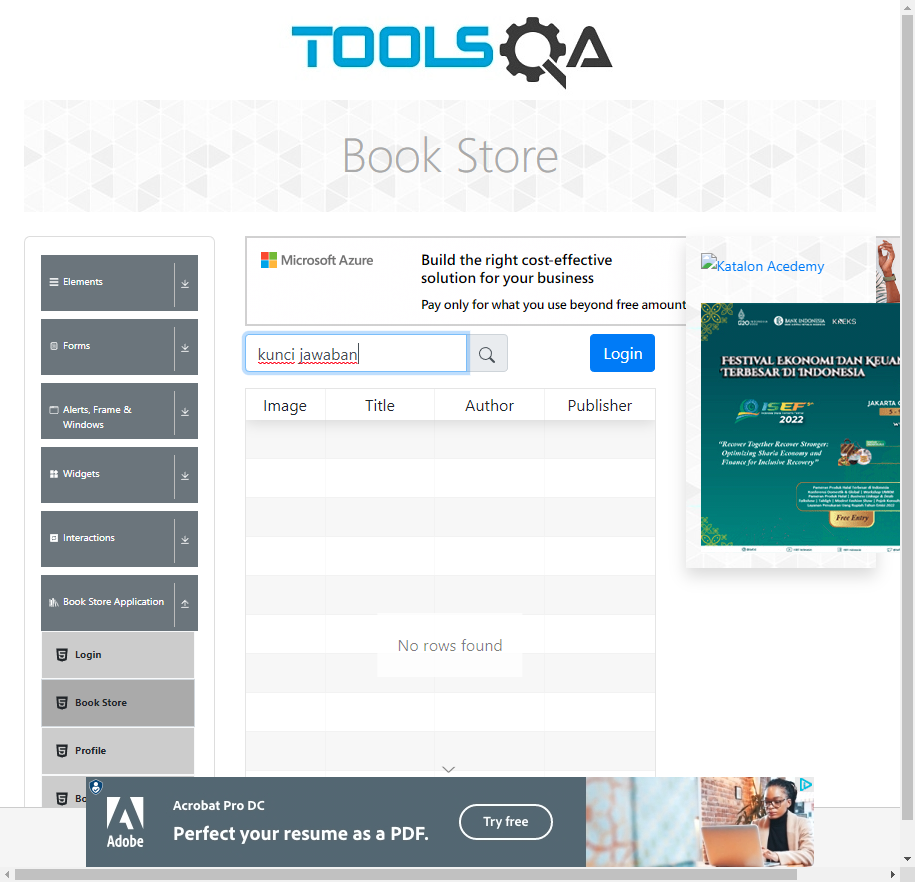 TOOLSQA
Book Store
Elements
Forms
Alerts, Frame &
Windows
Widgets
Interactions
Book Store Application
Login
Book Store
Profile
Microsoft Azure
Build the right cost-effective
solution for your business
Pay only for what you use beyond free amount
kunci jawaban
Login
Image Title Author Publisher
No rows found
Katalon Acedemy
BANK INDONESIA
FESTIVAL EKONOMI DAN KEUAN
TERBESAR DI INDONESIA
ISEF
2022
JAKARTA
"Recover Together Recover Stronger:
Optimizing Sharia Economy and
Finance for Inclusive Recovery"
Free Entry
Adobe
Acrobat Pro DC
Perfect your resume as a PDF.
Try free